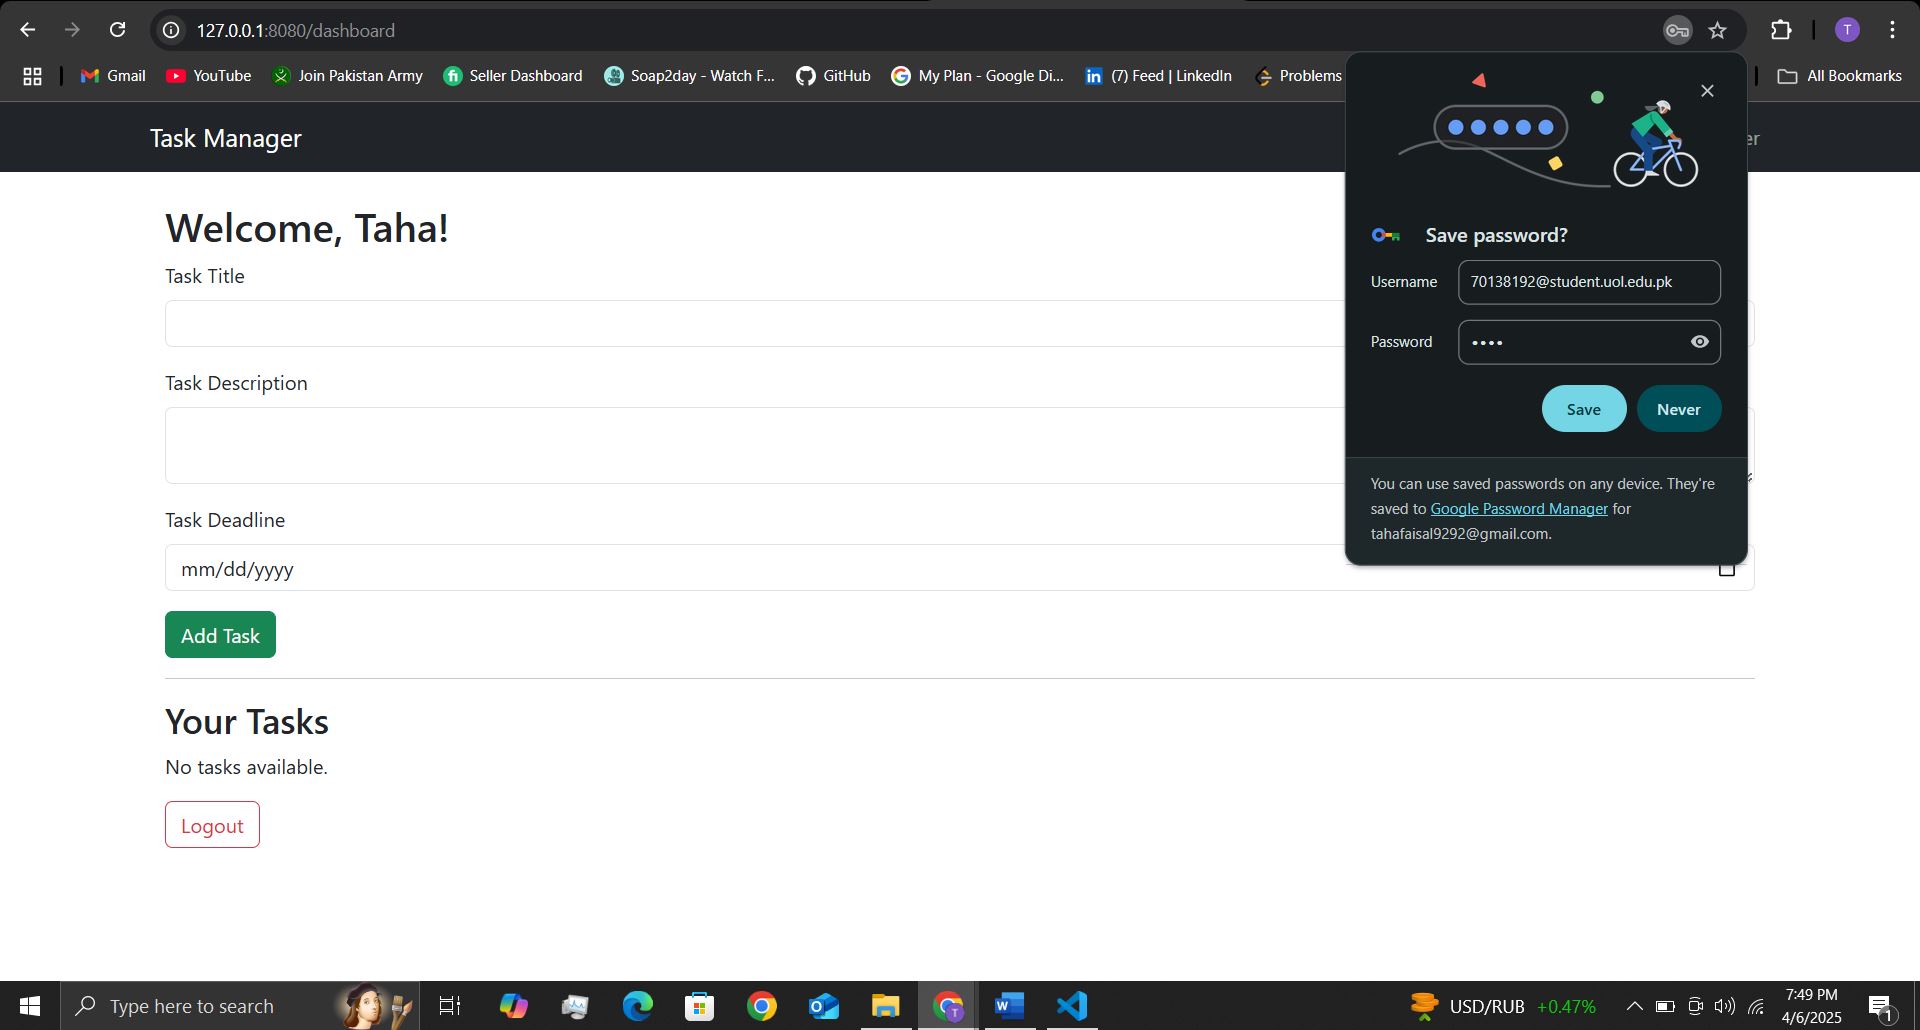 127.0.0.1:8080/dashboard
T
Gmail
YouTube
Join Pakistan Army
Seller Dashboard
Soap2day - Watch F...
GitHub
My Plan - Google Di...
(7) Feed | LinkedIn
Problems
All Bookmarks
Task Manager
er
Welcome, Taha!
Task Title
Task Description
Task Deadline
mm/dd/yyyy
Add Task
Your Tasks
No tasks available.
Logout
Save password?
Username
70138192@student.uol.edu.pk
Password
••••
Save
Never
You can use saved passwords on any device. They're
saved to Google Password Manager for
tahafaisal9292@gmail.com.
Type here to search
USD/RUB +0.47%
7:49 PM
4/6/2025
1